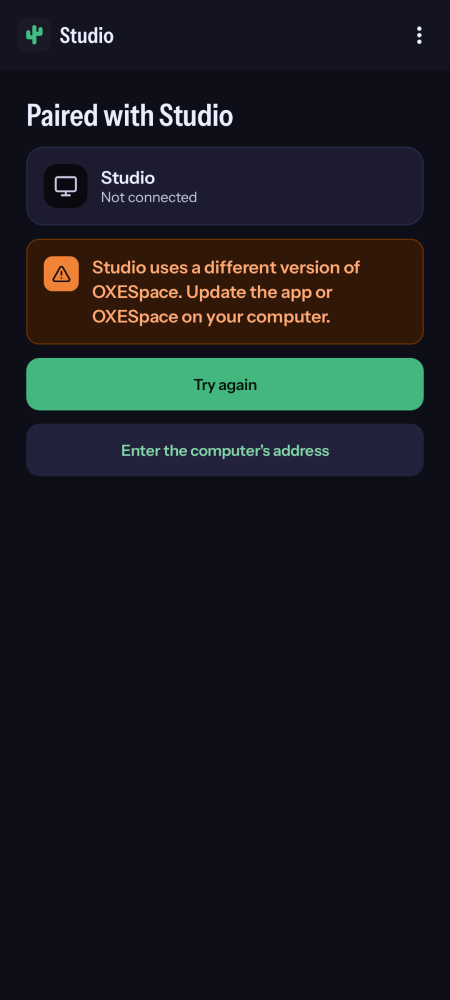 Studio
Paired with Studio
Studio
Not connected
Studio uses a different version of
OXESpace. Update the app or
OXESpace on your computer.
Try again
Enter the computer's address